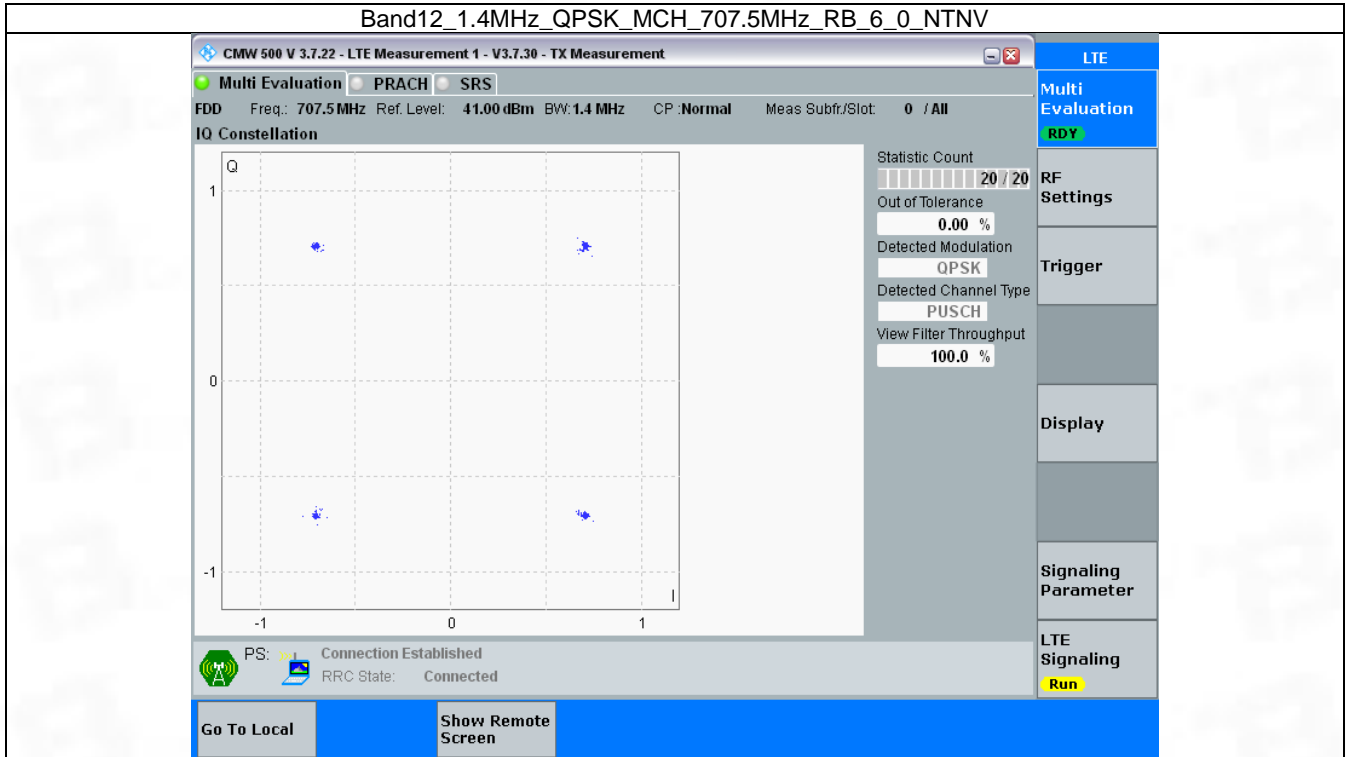 Band12_1.4MHz_QPSK_MCH_707.5MHz_RB_6_0_NTNV
CMW 500 V 3.7.22 - LTE Measurement 1 - V3.7.30 - TX Measurement
LTE
Multi Evaluation PRACH SRS
FDD Freq.: 707.5 MHz Ref. Level: 41.00 dBm BW: 1.4 MHz CP :Normal Meas Subfr./Slot: 0 / All
IQ Constellation
Q
1
0
-1
I
-1 0 1
Statistic Count
20 / 20
Out of Tolerance
0.00 %
Detected Modulation
QPSK
Detected Channel Type
PUSCH
View Filter Throughput
100.0 %
Multi
Evaluation
RDY
RF
Settings
Trigger
Display
Signaling
Parameter
LTE
Signaling
Run
PS: Connection Established
RRC State: Connected
Go To Local
Show Remote
Screen